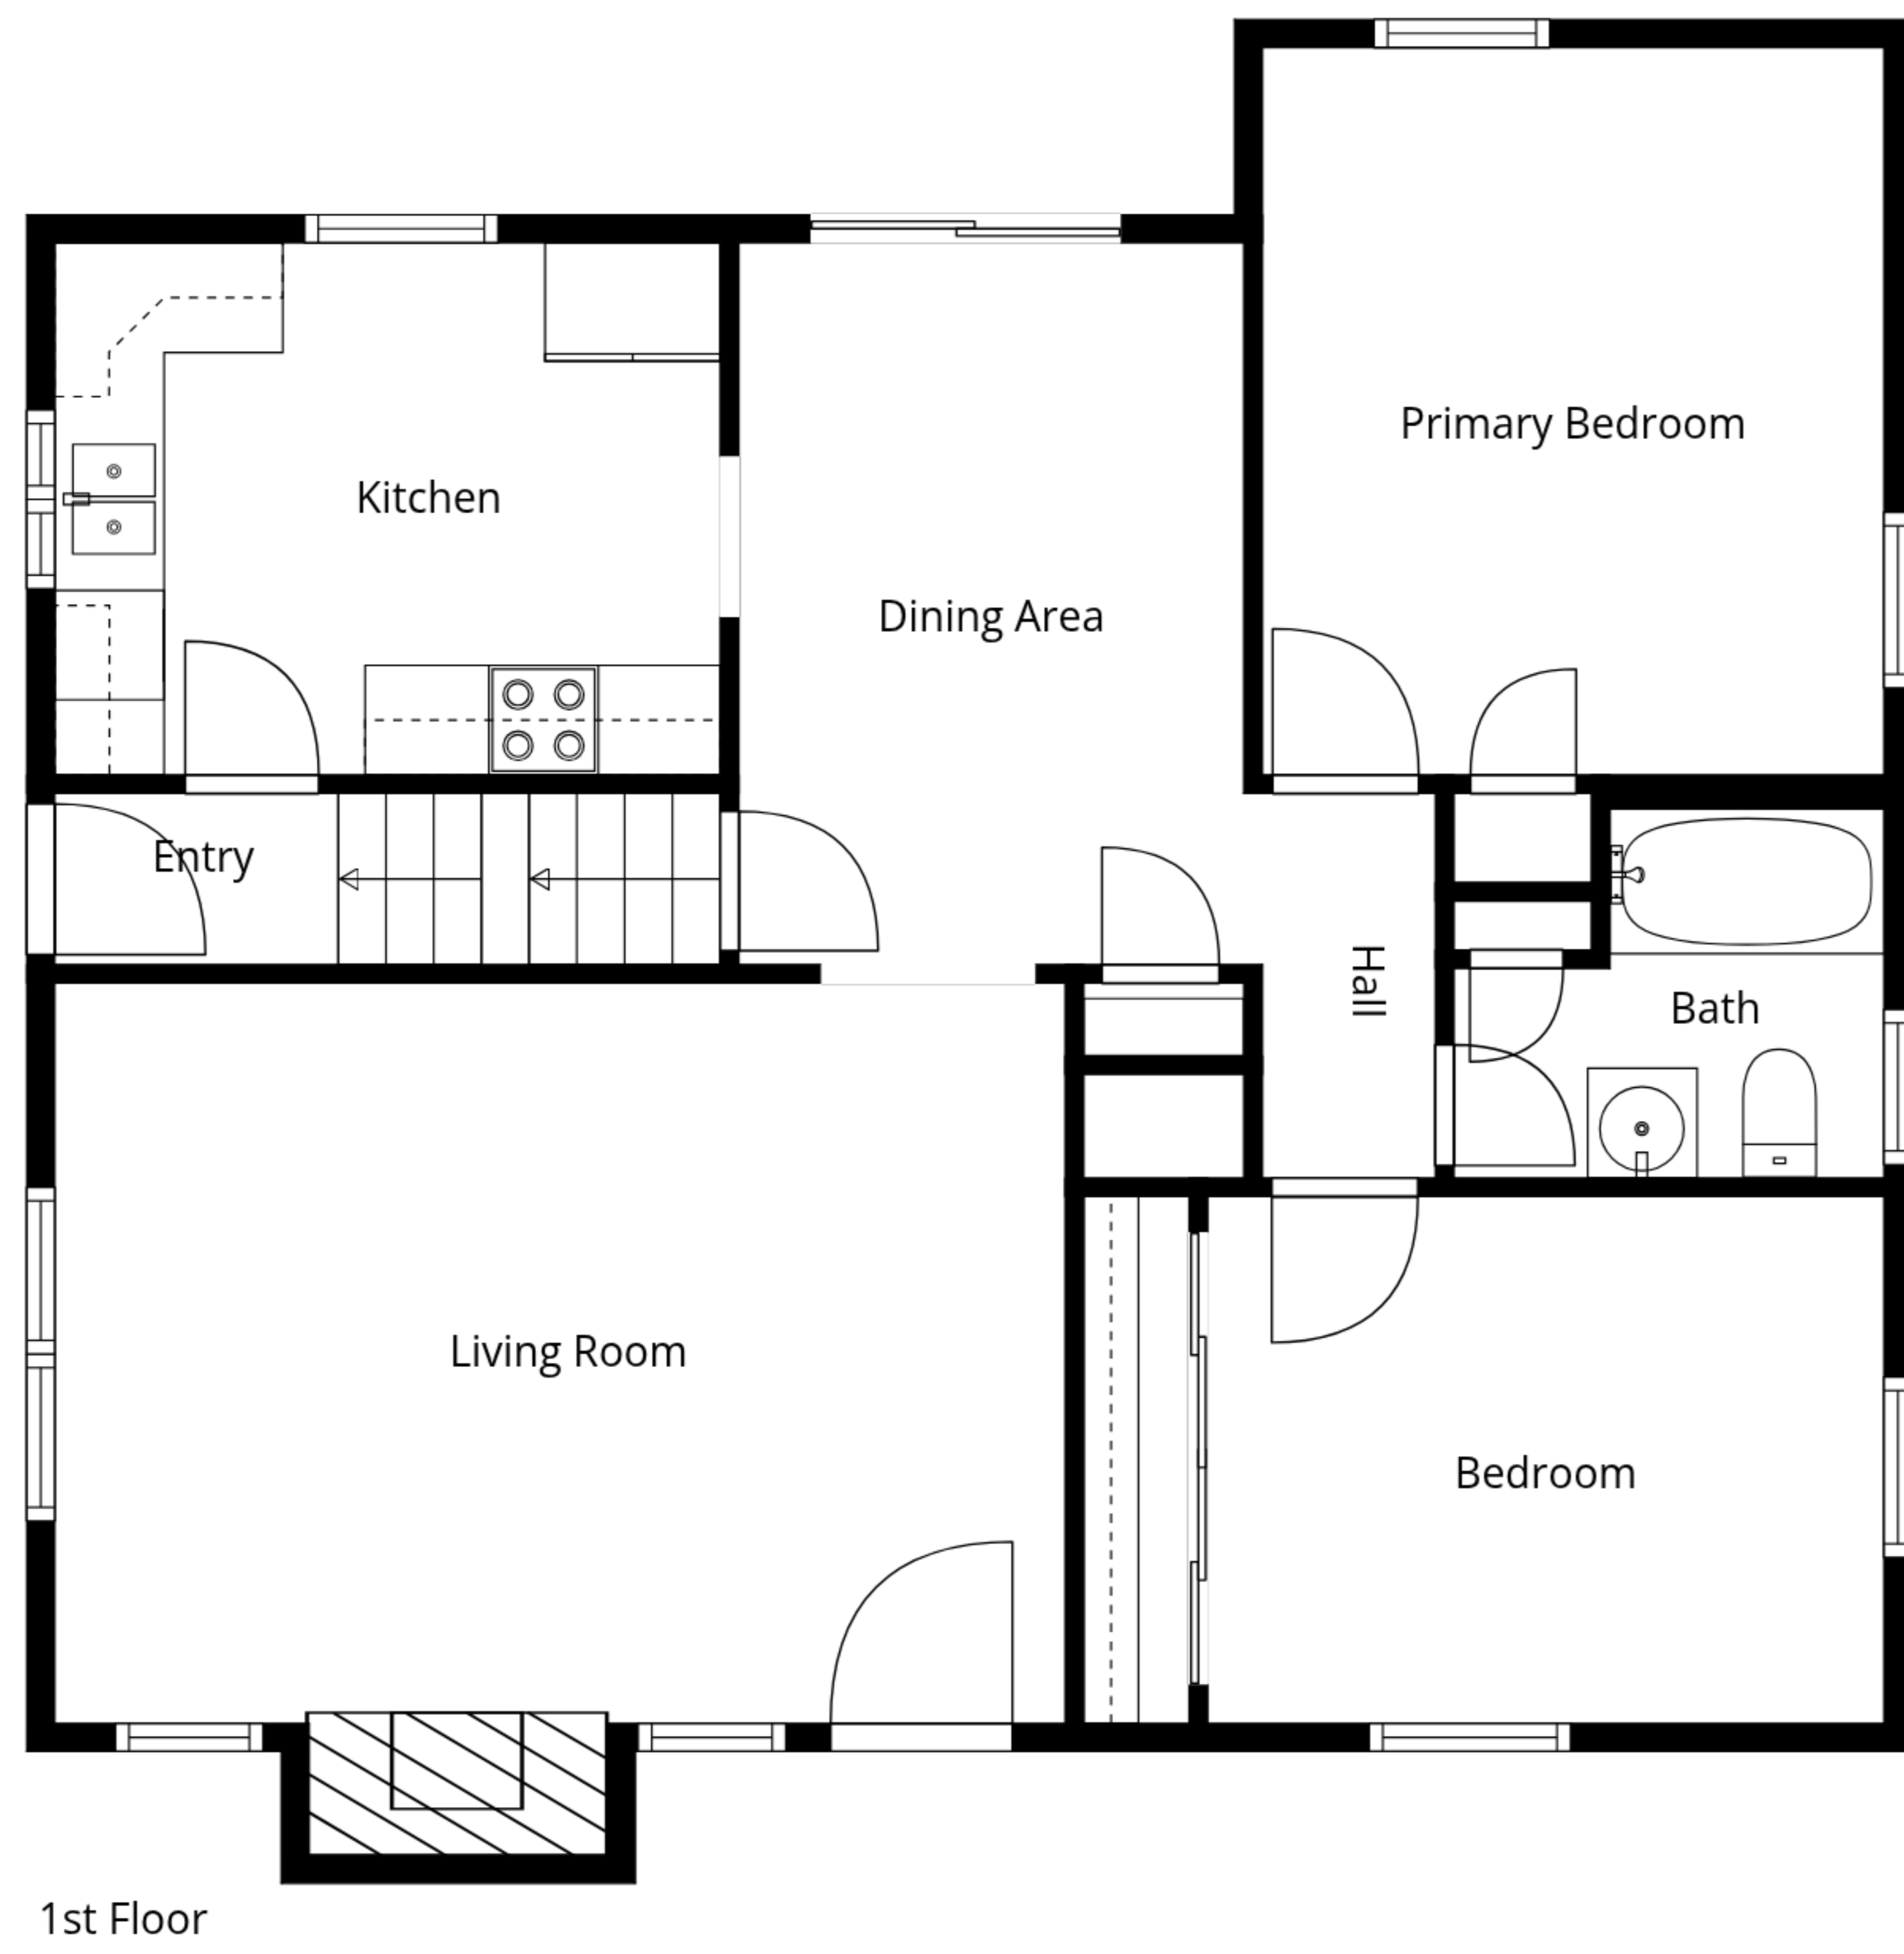 Primary Bedroom
Kitchen
Dining Area
Entry
Hall
Bath
Living Room
Bedroom
1st Floor